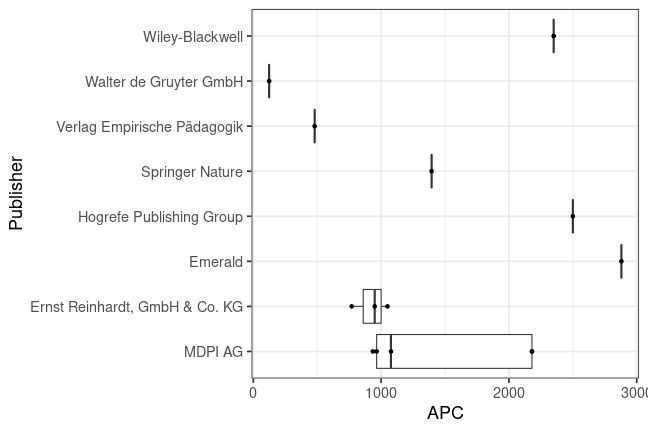 Publisher
Wiley-Blackwell
Walter de Gruyter GmbH
Verlag Empirische Pädagogik
Springer Nature
Hogrefe Publishing Group
Emerald
Ernst Reinhardt, GmbH & Co. KG
MDPI AG
0 1000 2000 3000
APC